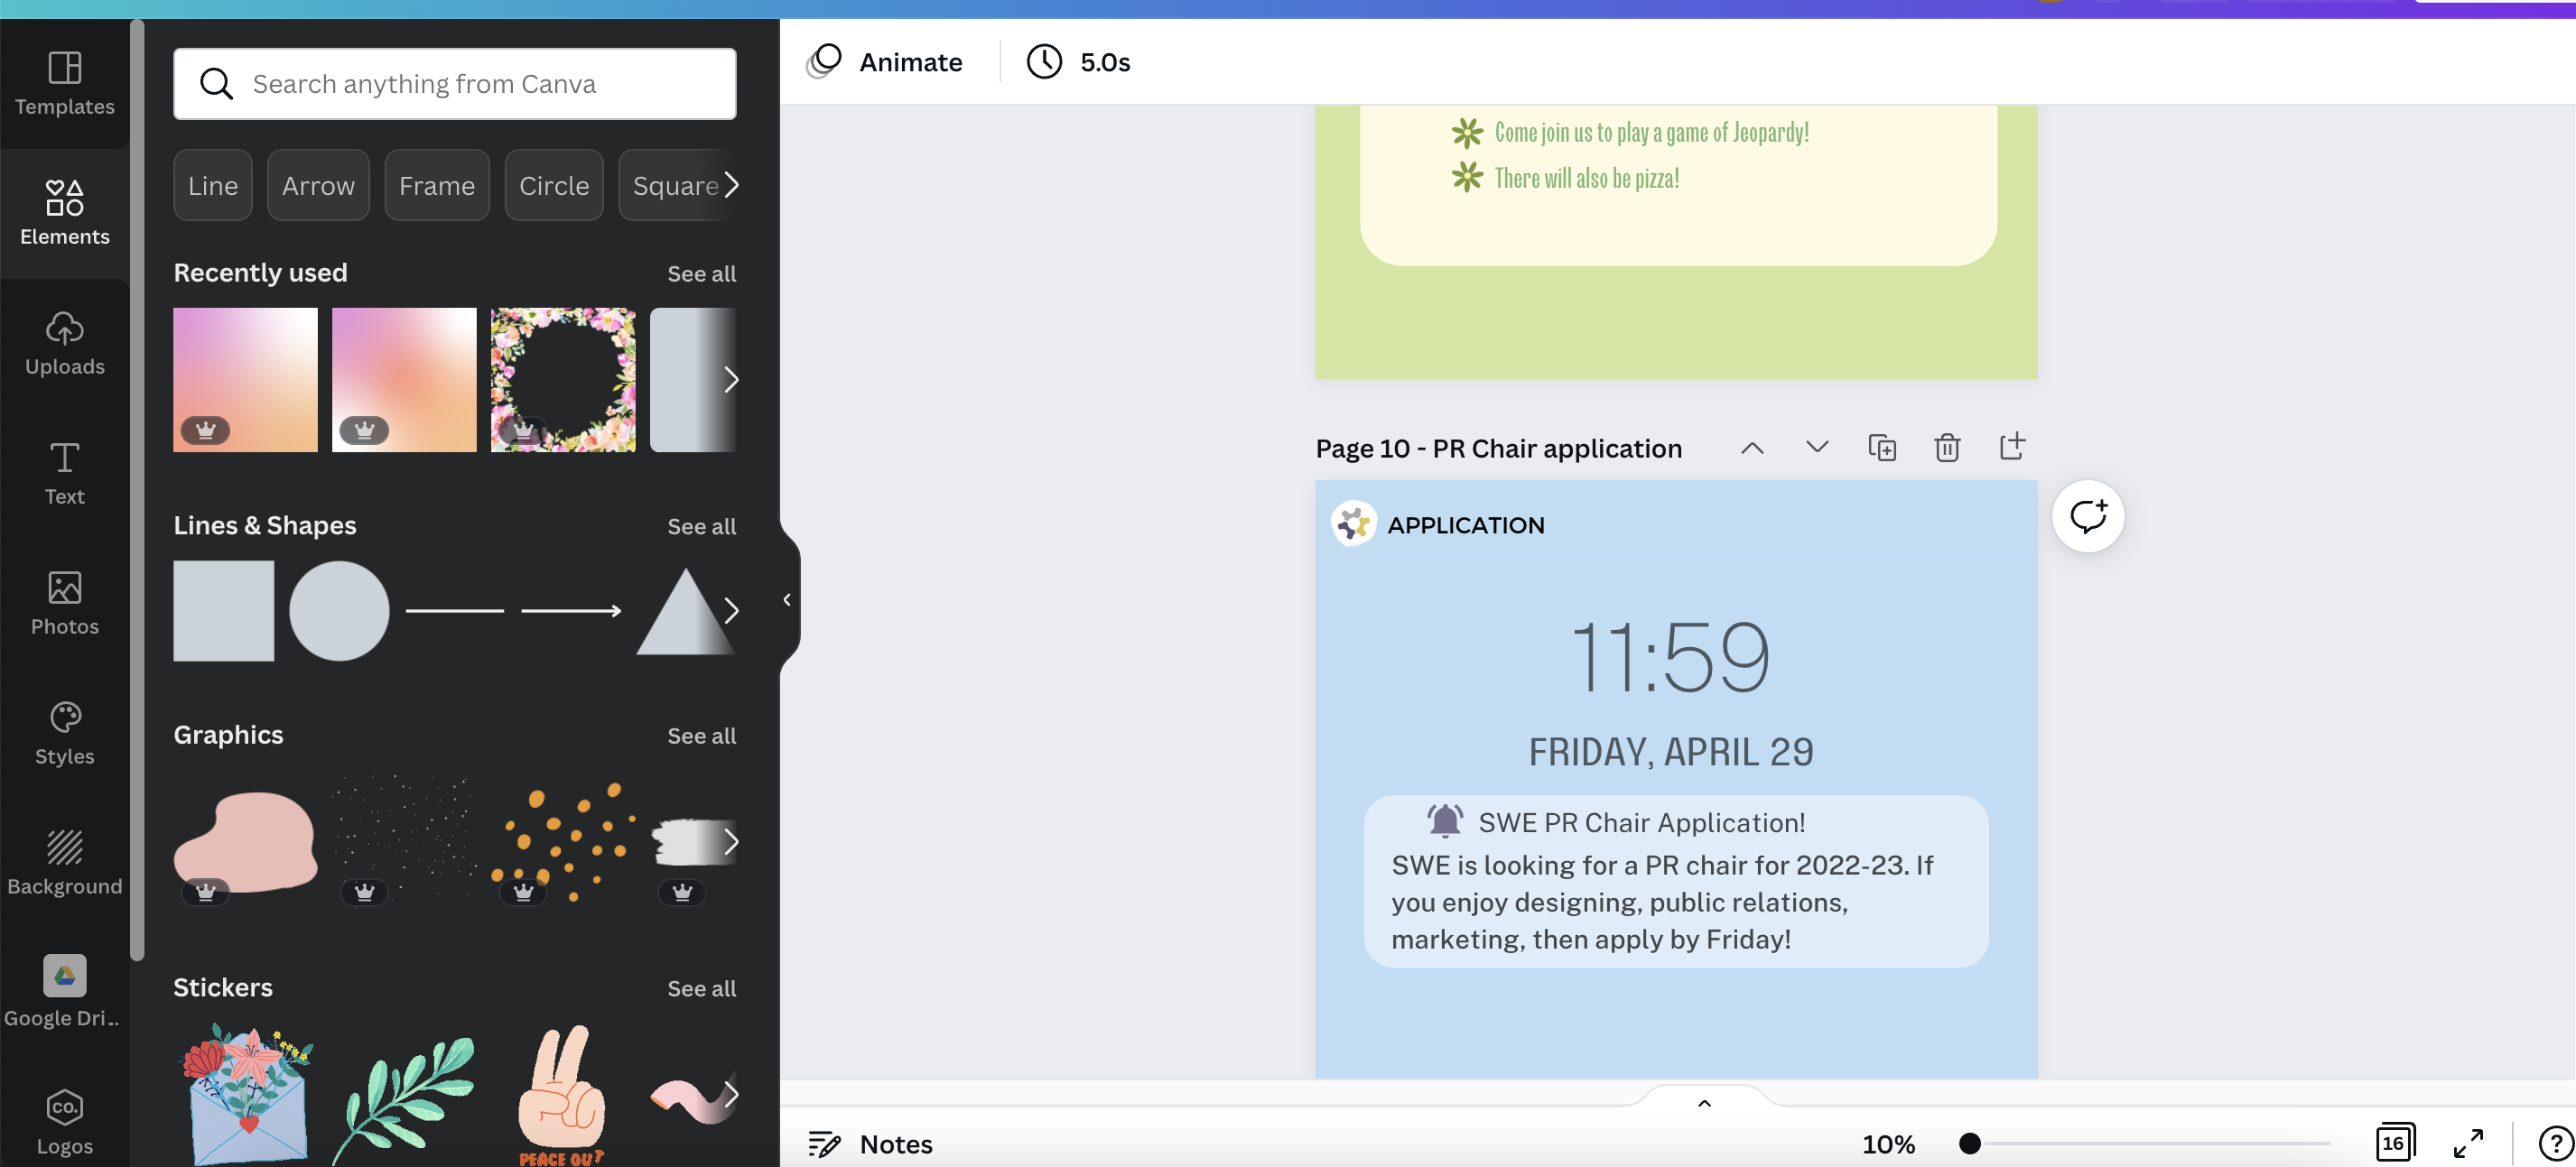 Templates
Elements
Uploads
Text
Photos
Styles
Background
Google Dri...
CO.
Logos
Search anything from Canva
Line
Arrow
Frame
Circle
Square
Recently used
See all
Lines & Shapes
See all
Graphics
See all
Stickers
See all
PEACE OUT
Animate
5.0s
Come join us to play a game of Jeopardy!
There will also be pizza!
Page 10 - PR Chair application
APPLICATION
11:59
FRIDAY, APRIL 29
SWE PR Chair Application!
SWE is looking for a PR chair for 2022-23. If
you enjoy designing, public relations,
marketing, then apply by Friday!
Notes
10%
16
?